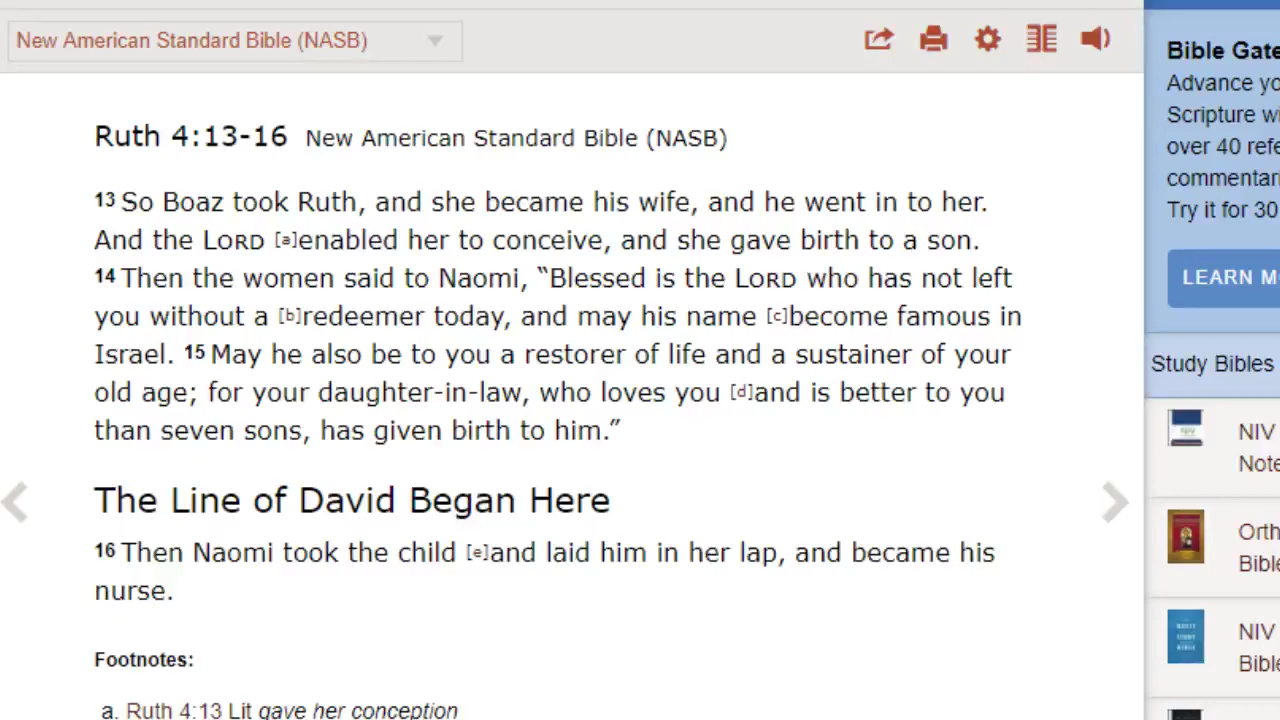 New American Standard Bible (NASB)
Ruth 4:13-16 New American Standard Bible (NASB)
13 So Boaz took Ruth, and she became his wife, and he went in to her.
And the LORD [a]enabled her to conceive, and she gave birth to a son.
14 Then the women said to Naomi, “Blessed is the LORD who has not left
you without a [b]redeemer today, and may his name [c]become famous in
Israel. 15 May he also be to you a restorer of life and a sustainer of your
old age; for your daughter-in-law, who loves you [d]and is better to you
than seven sons, has given birth to him.”
The Line of David Began Here
16 Then Naomi took the child [e]and laid him in her lap, and became his
nurse.
Footnotes:
a. Ruth 4:13 Lit gave her conception
Bible Gate
Advance yo
Scripture wi
over 40 refe
commentari
Try it for 30
LEARN M
Study Bibles
NIV
Note
Orth
Bible
NIV
Bible